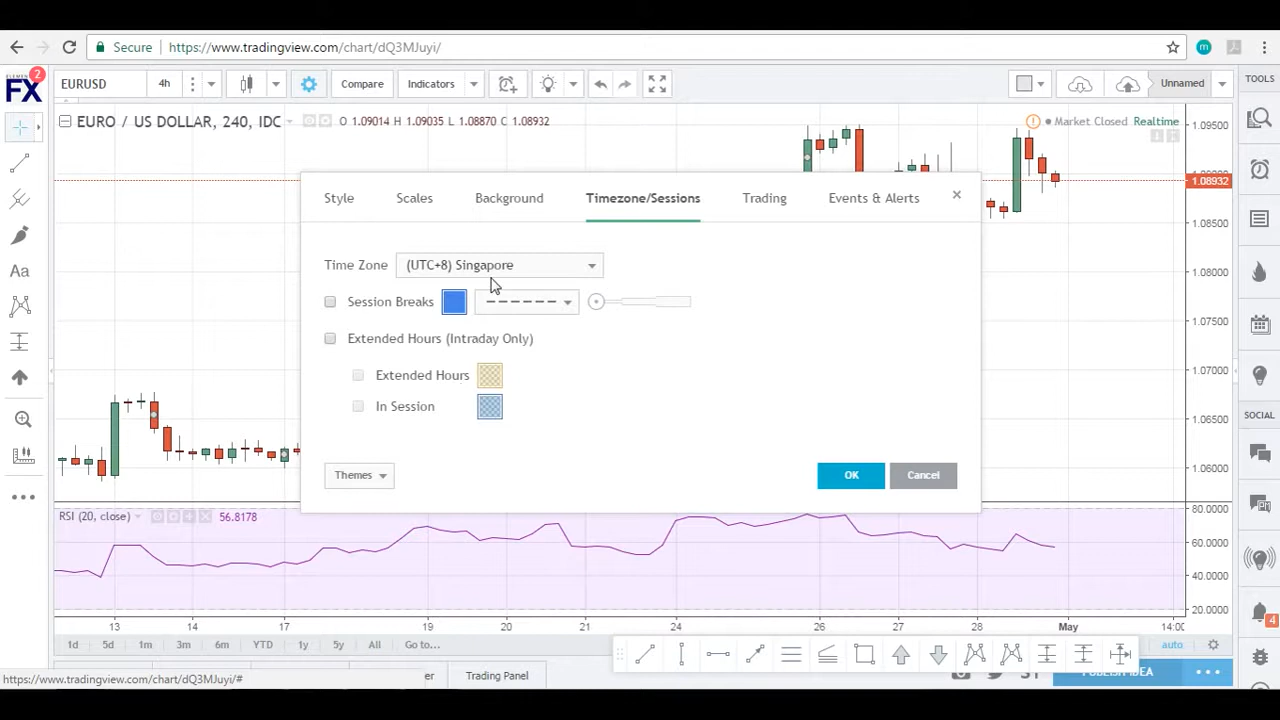 Secure
https://www.tradingview.com/chart/dQ3MJuyi/
m
2
FX
EURUSD
4h
Compare
Indicators
Unnamed
TOOLS
EURO / US DOLLAR, 240, IDC
O 1.09014 H 1.09035 L 1.08870 C 1.08932
Market Closed
Realtime
1.09500
1.08932
1.08500
1.08000
1.07500
1.07000
1.06500
1.06000
Style
Scales
Background
Timezone/Sessions
Trading
Events & Alerts
Time Zone
(UTC+8) Singapore
Session Breaks
Extended Hours (Intraday Only)
Extended Hours
In Session
Themes
OK
Cancel
Aa
SOCIAL
RSI (20, close)
56.8178
80.0000
60.0000
40.0000
20.0000
13
14
17
19
20
21
24
26
27
28
May
14:00
4
1d
5d
1m
3m
6m
YTD
1y
5y
All
Go to...
auto
https://www.tradingview.com/chart/dQ3MJuyi/#
Trading Panel
PUBLISH IDEA